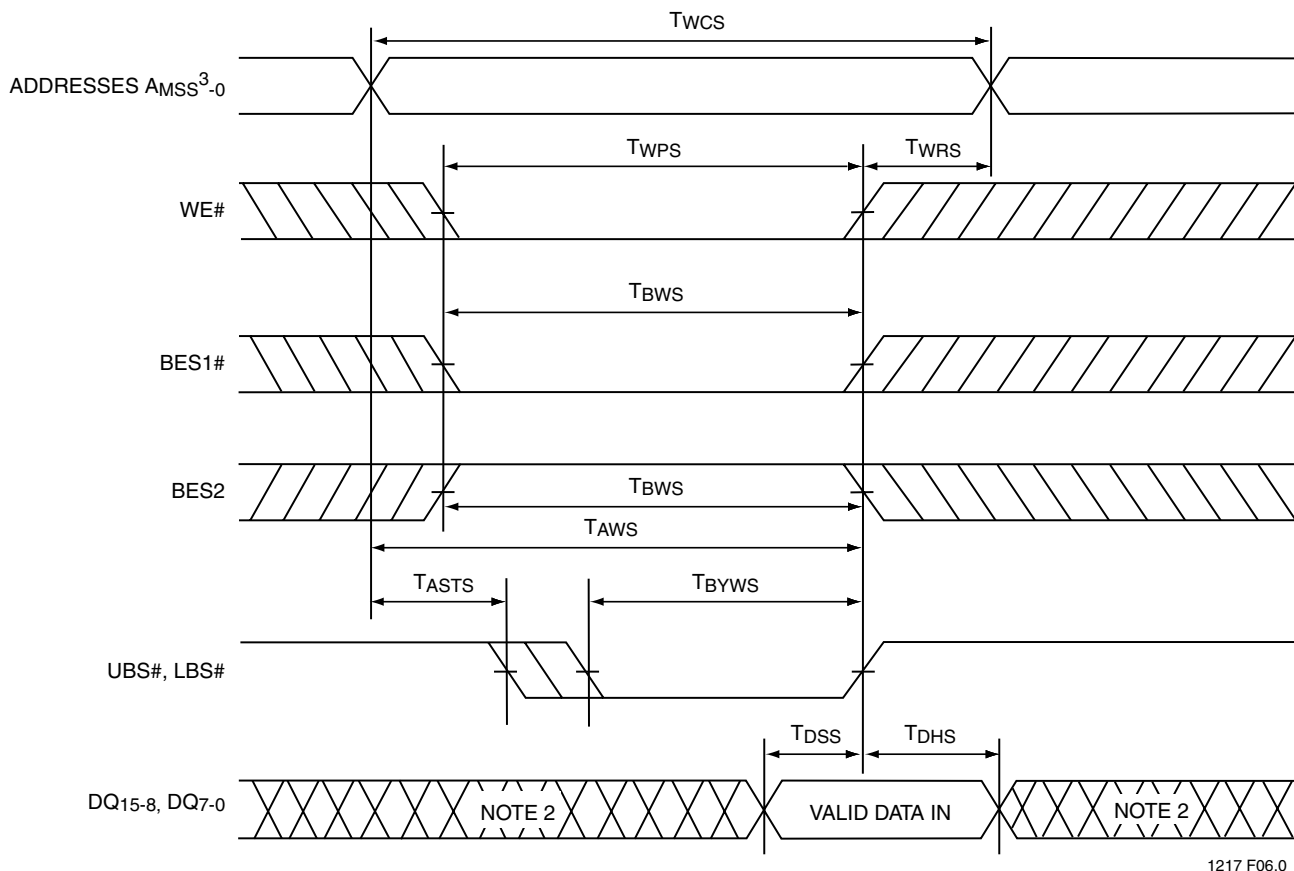 TWCS
ADDRESSES AMSS3-0
TWPS
TWRS
WE#
TBWS
BES1#
BES2
TBWS
TAWS
TASTS
TBYWS
UBS#, LBS#
TDSS
TDHS
DQ15-8, DQ7-0
NOTE 2
VALID DATA IN
NOTE 2
1217 F06.0